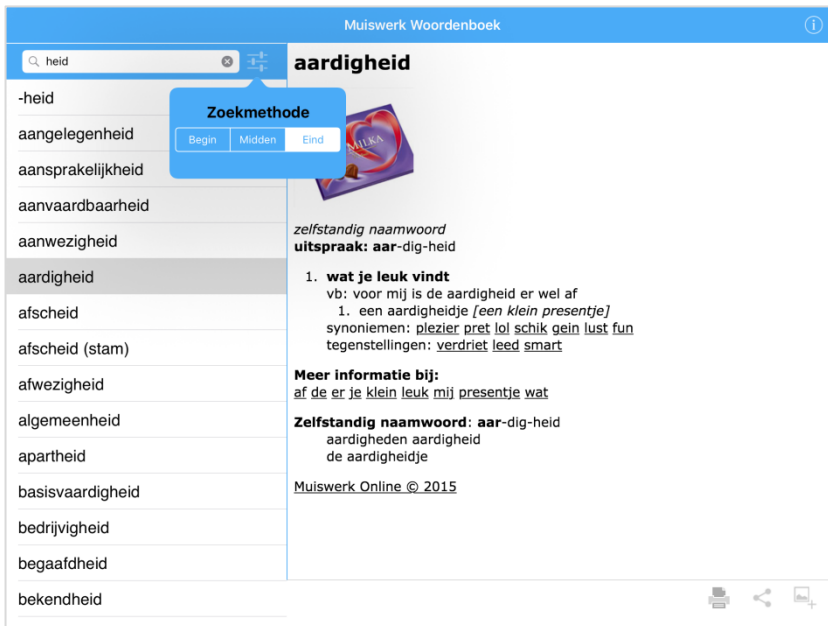 Muiswerk Woordenboek
heid
-heid
aangelegenheid
aansprakelijkheid
aanvaardbaarheid
aanwezigheid
aardigheid
afscheid
afscheid (stam)
afwezigheid
algemeenheid
apartheid
basisvaardigheid
bedrijvigheid
begaafdheid
bekendheid
Zoekmethode
Begin Midden Eind
aardigheid
MILKA
zelfstandig naamwoord
uitspraak: aar-dig-heid
1. wat je leuk vindt
vb: voor mij is de aardigheid er wel af
1. een aardigheidje [een klein presentje]
synoniemen: plezier pret lol schik gein lust fun
tegenstellingen: verdriet leed smart
Meer informatie bij:
af de er je klein leuk mij presentje wat
Zelfstandig naamwoord: aar-dig-heid
aardigheden aardigheid
de aardigheidje
Muiswerk Online © 2015